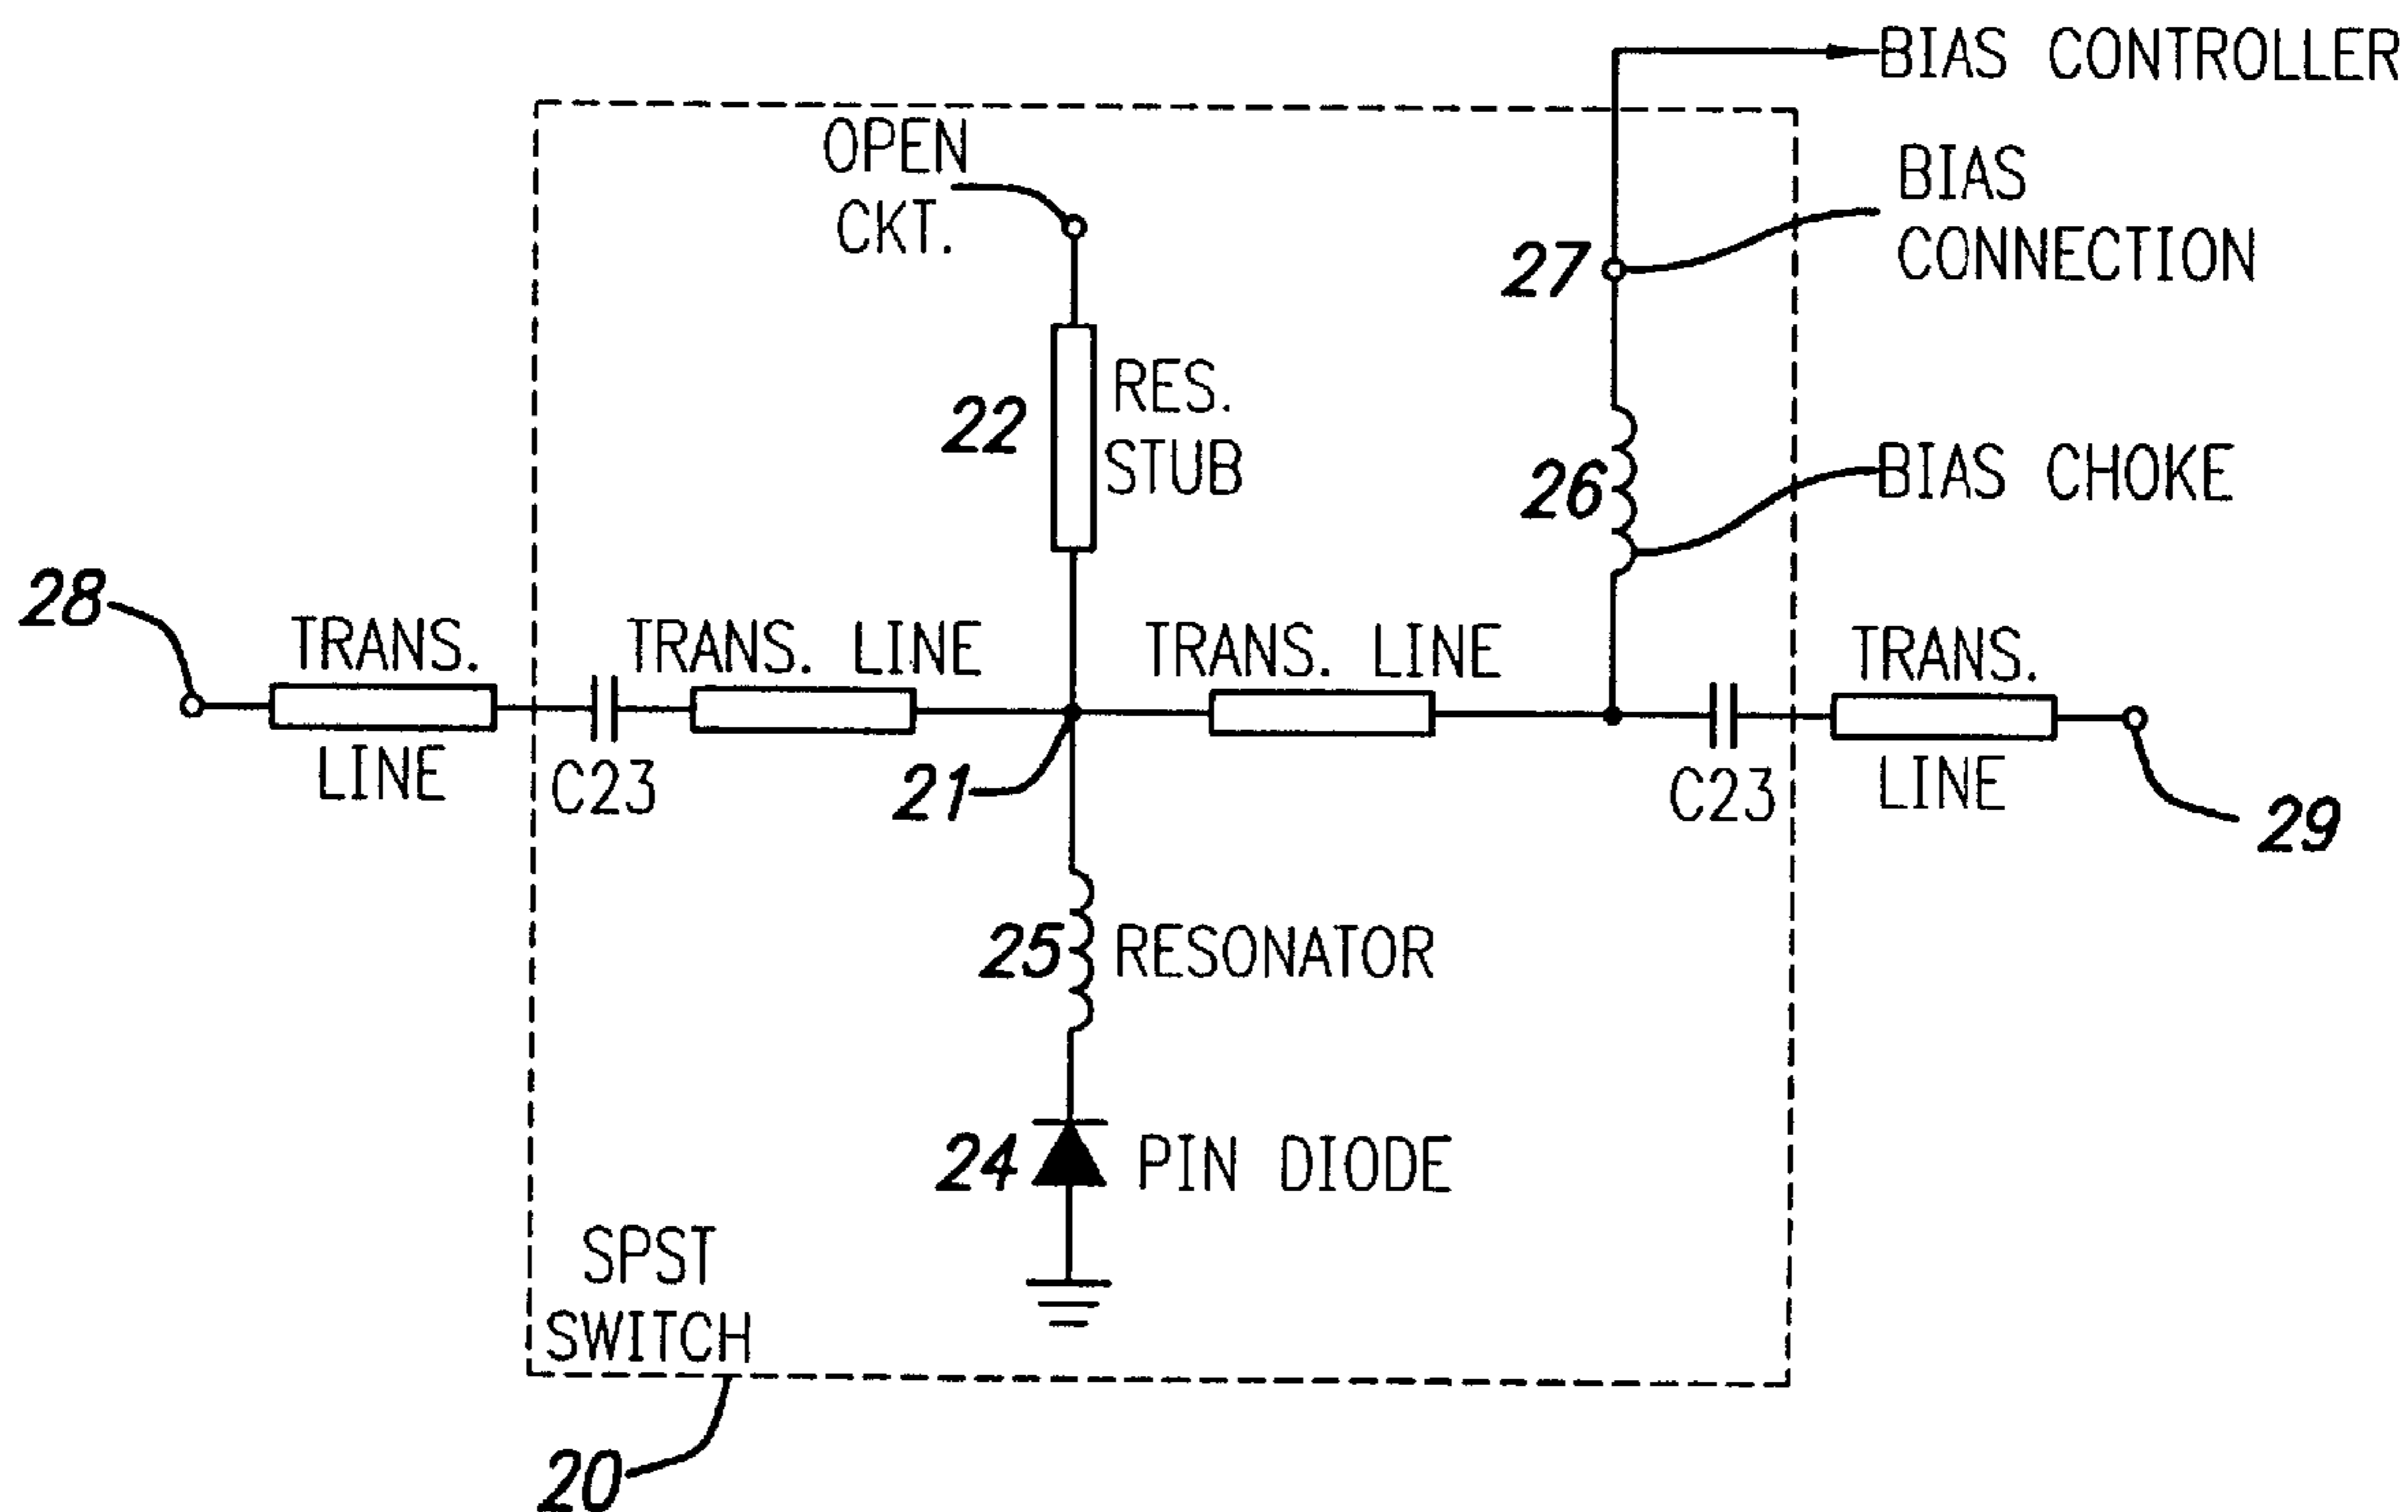 BIAS CONTROLLER
OPEN
CKT.
BIAS
CONNECTION
27
22
RES.
STUB
26
BIAS CHOKE
28
TRANS.
LINE
TRANS. LINE
TRANS. LINE
TRANS.
LINE
C23
21
C23
29
25
RESONATOR
24
PIN DIODE
SPST
SWITCH
20